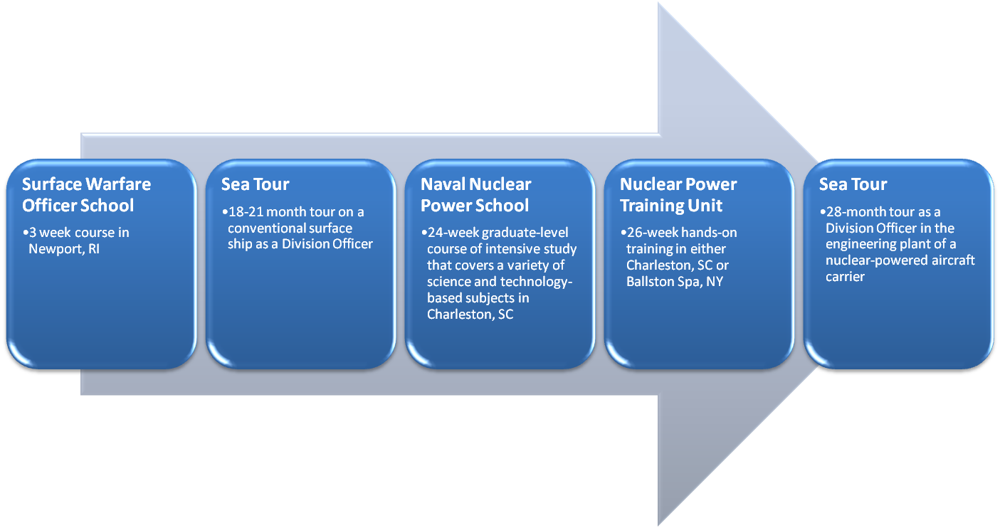 Surface Warfare
Officer School
•3 week course in
Newport, RI
Sea Tour
•18-21 month tour on a
conventional surface
ship as a Division Officer
Naval Nuclear
Power School
•24-week graduate-level
course of intensive study
that covers a variety of
science and technology-
based subjects in
Charleston, SC
Nuclear Power
Training Unit
•26-week hands-on
training in either
Charleston, SC or
Ballston Spa, NY
Sea Tour
•28-month tour as a
Division Officer in the
engineering plant of a
nuclear-powered aircraft
carrier